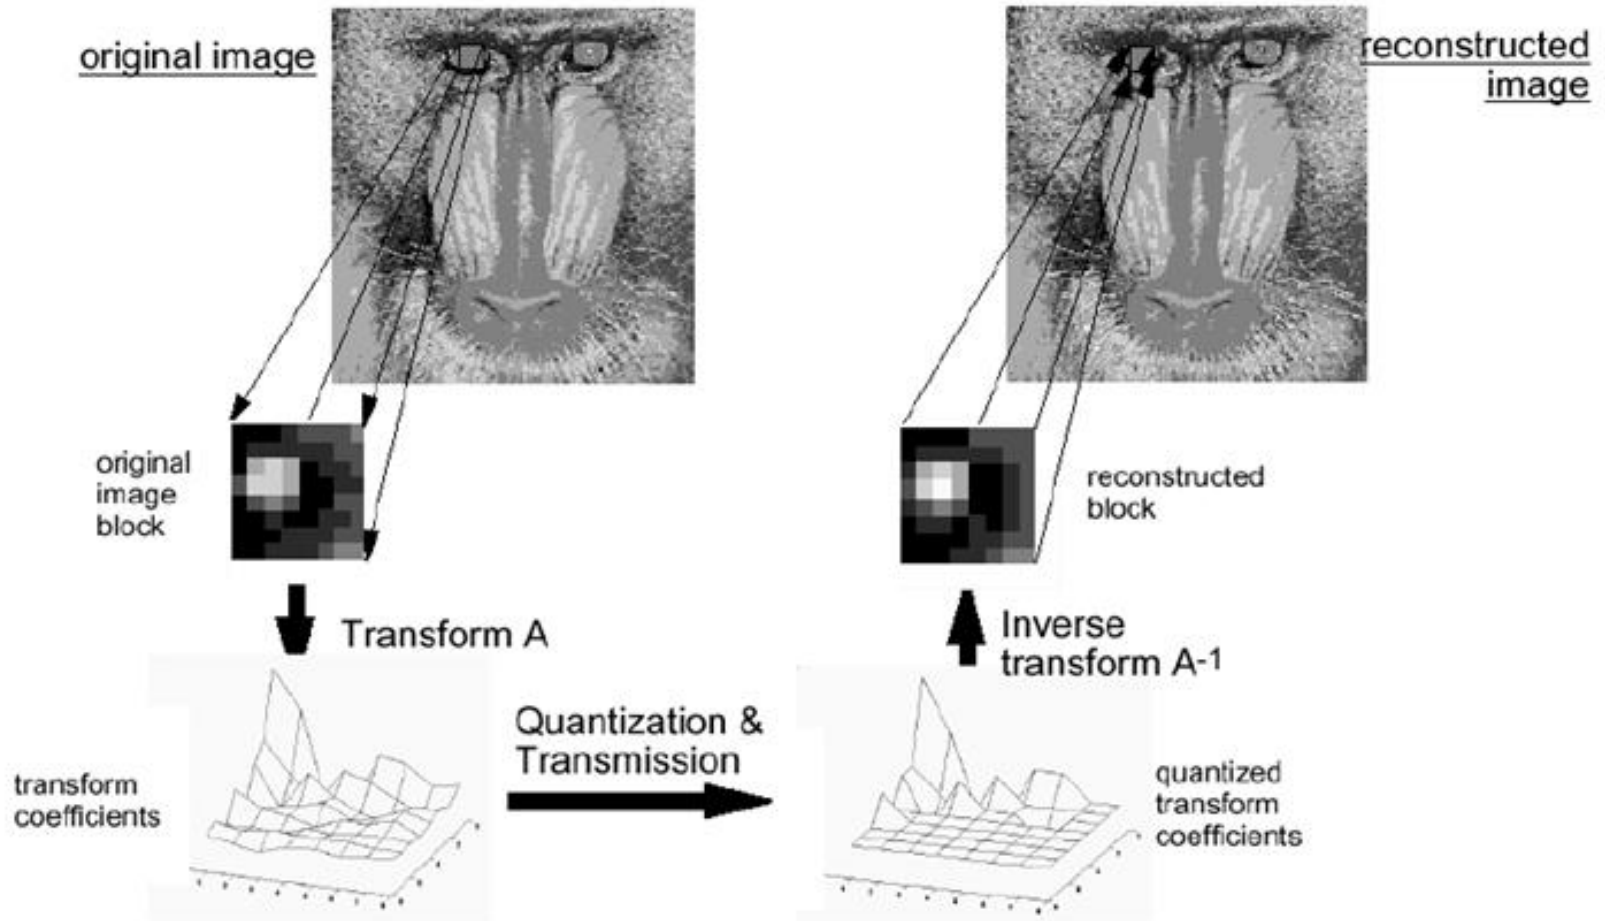 original image
reconstructed
image
original
image
block
reconstructed
block
Transform A
Inverse
transform A-1
Quantization &
Transmission
transform
coefficients
quantized
transform
coefficients